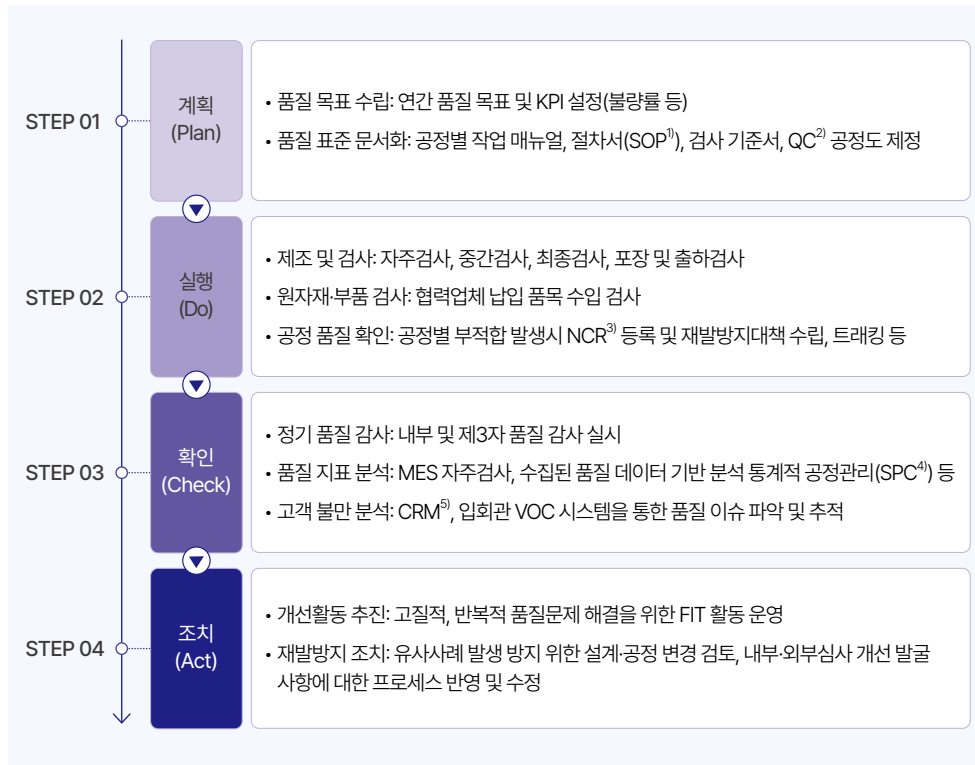 STEP 01
계획
(Plan)
• 품질 목표 수립: 연간 품질 목표 및 KPI 설정(불량률 등)
• 품질 표준 문서화: 공정별 작업 매뉴얼, 절차서(SOP1)), 검사 기준서, QC2) 공정도 제정
STEP 02
실행
(Do)
• 제조 및 검사: 자주검사, 중간검사, 최종검사, 포장 및 출하검사
• 원자재·부품 검사: 협력업체 납입 품목 수입 검사
• 공정 품질 확인: 공정별 부적합 발생시 NCR3) 등록 및 재발방지대책 수립, 트래킹 등
STEP 03
확인
(Check)
• 정기 품질 감사: 내부 및 제3자 품질 감사 실시
• 품질 지표 분석: MES 자주검사, 수집된 품질 데이터 기반 분석 통계적 공정관리(SPC4)) 등
• 고객 불만 분석: CRM5), 입회관 VOC 시스템을 통한 품질 이슈 파악 및 추적
STEP 04
조치
(Act)
• 개선활동 추진: 고질적, 반복적 품질문제 해결을 위한 FIT 활동 운영
• 재발방지 조치: 유사사례 발생 방지 위한 설계·공정 변경 검토, 내부·외부심사 개선 발굴
사항에 대한 프로세스 반영 및 수정